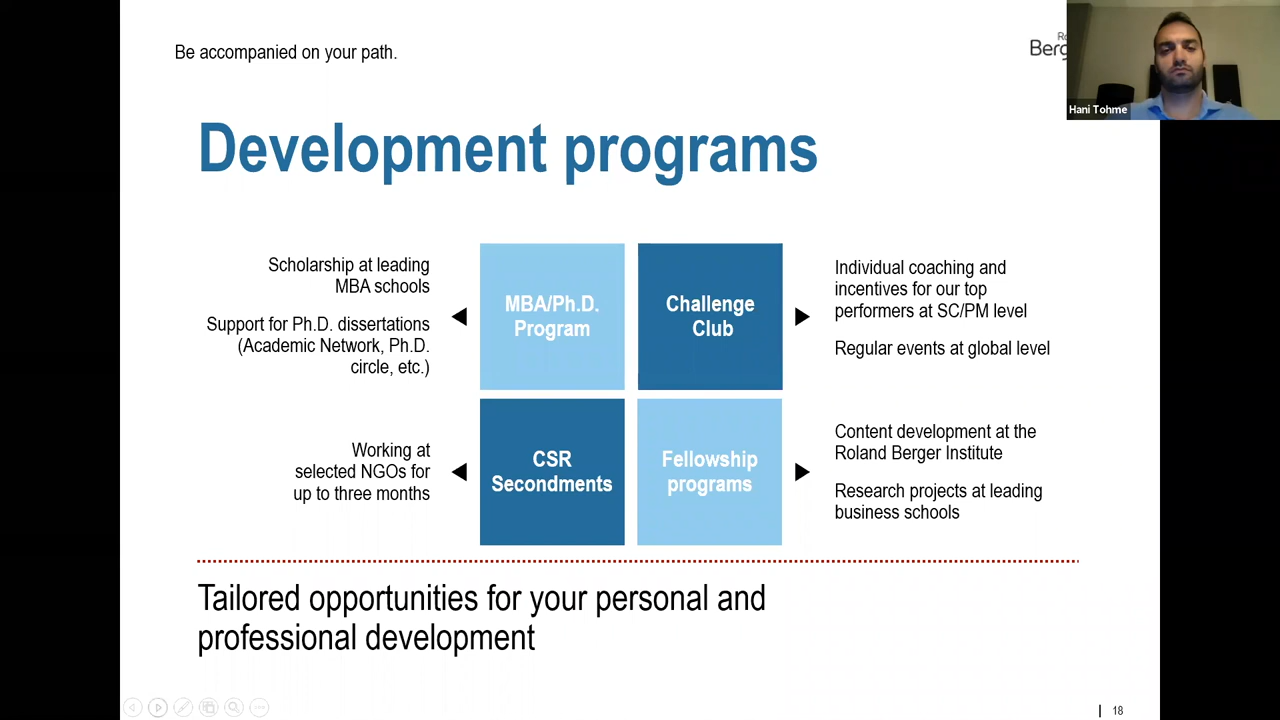 Be accompanied on your path.
Berg
Hani Tohme
Development programs
Scholarship at leading
MBA schools
Support for Ph.D. dissertations
(Academic Network, Ph.D.
circle, etc.)
MBA/Ph.D.
Program
Challenge
Club
Individual coaching and
incentives for our top
performers at SC/PM level
Regular events at global level
Working at
selected NGOs for
up to three months
CSR
Secondments
Fellowship
programs
Content development at the
Roland Berger Institute
Research projects at leading
business schools
Tailored opportunities for your personal and
professional development
18